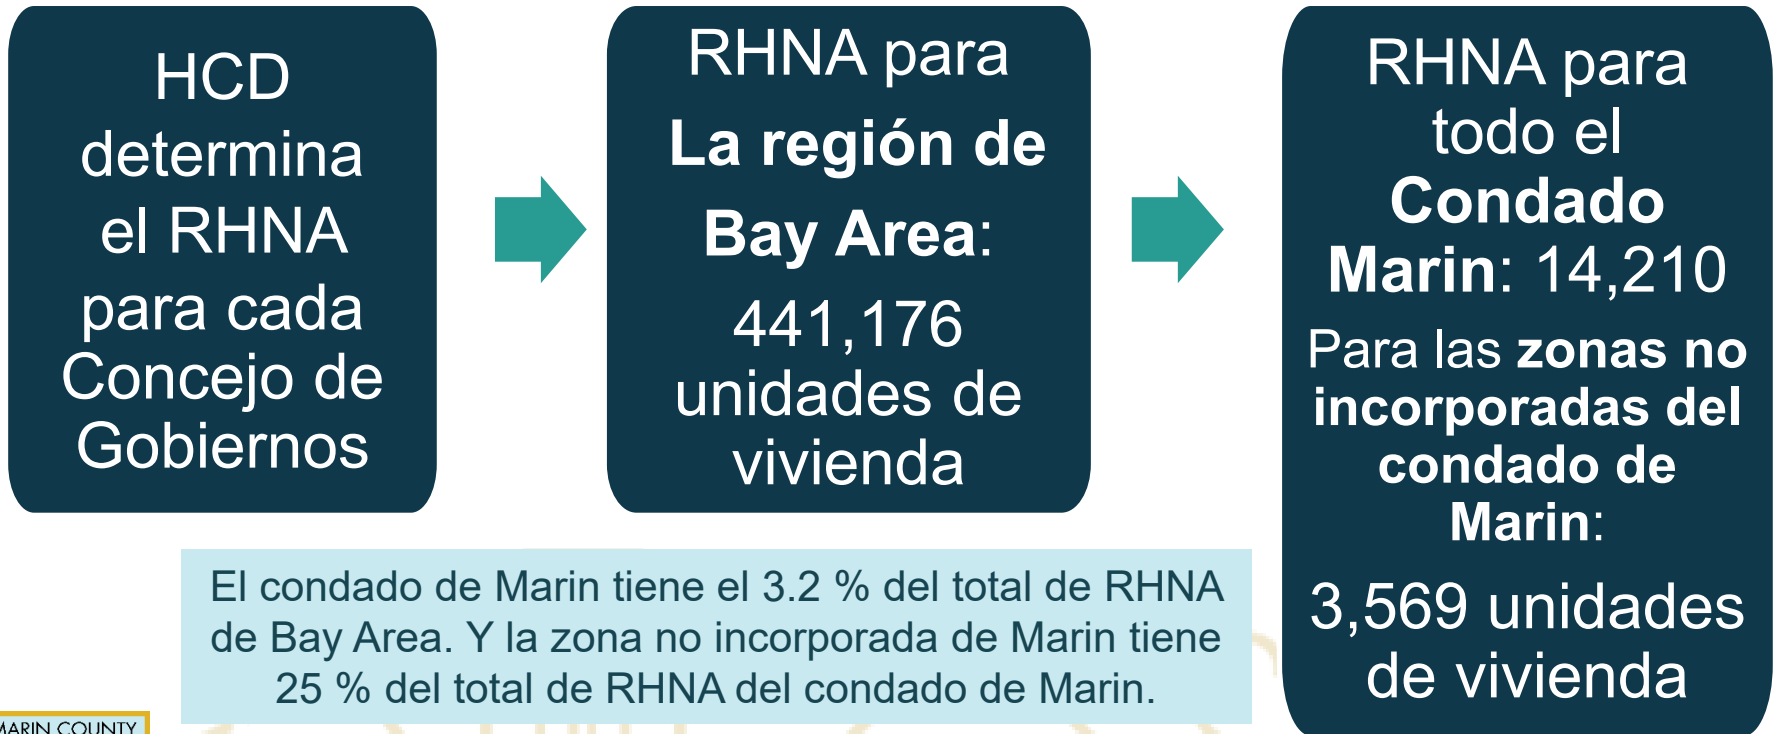 HCD
determina
el RHNA
para cada
Concejo de
Gobiernos
RHNA para
La región de
Bay Area:
441,176
unidades de
vivienda
RHNA para
todo el
Condado
Marin: 14,210
Para las zonas no
incorporadas del
condado de
Marin:
3,569 unidades
de vivienda
El condado de Marin tiene el 3.2 % del total de RHNA
de Bay Area. Y la zona no incorporada de Marin tiene
25 % del total de RHNA del condado de Marin.
MARIN COUNTY